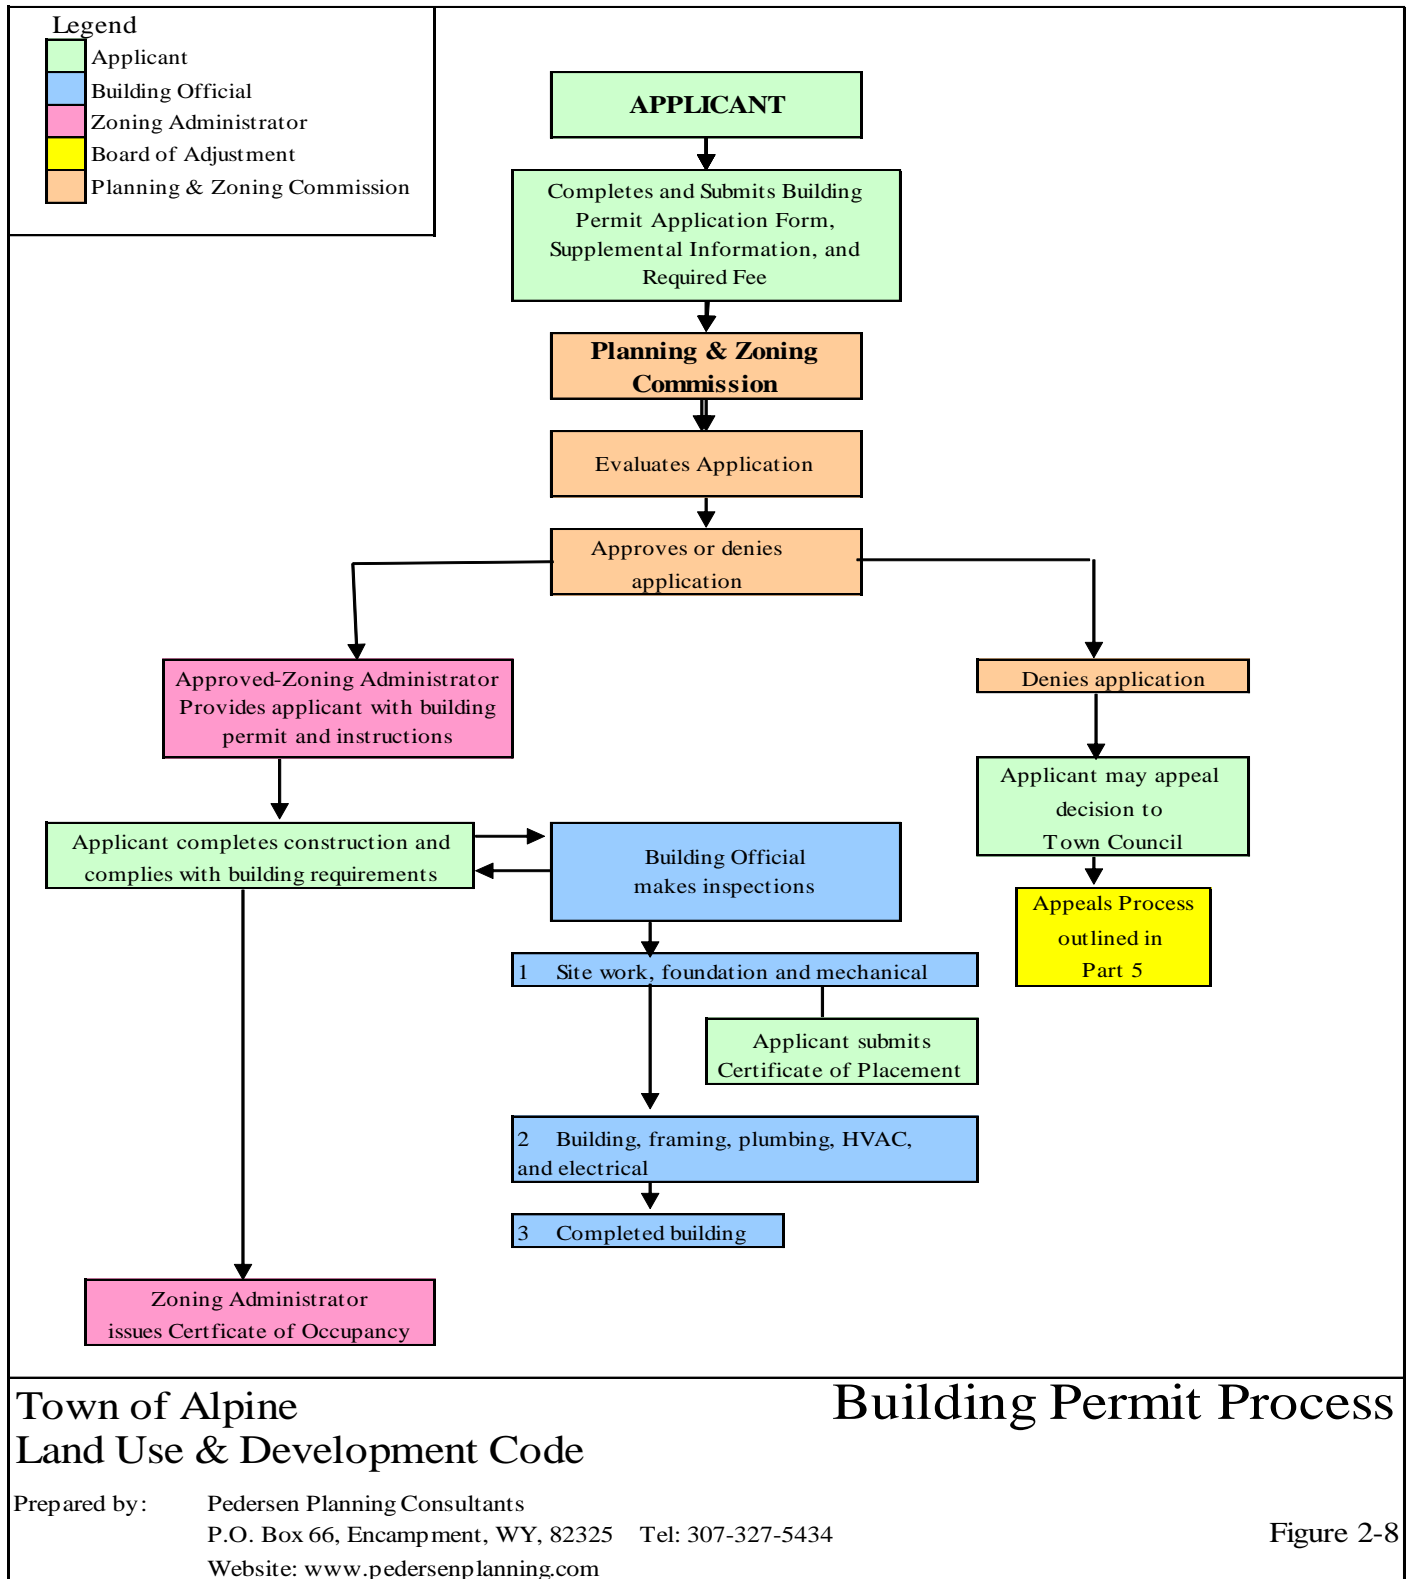 Legend
Applicant
Building Official
Zoning Administrator
Board of Adjustment
Planning & Zoning Commission
APPLICANT
Completes and Submits Building
Permit Application Form,
Supplemental Information, and
Required Fee
Planning & Zoning
Commission
Evaluates Application
Approves or denies
application
Approved-Zoning Administrator
Provides applicant with building
permit and instructions
Denies application
Applicant may appeal
decision to
Town Council
Applicant completes construction and
complies with building requirements
Building Official
makes inspections
Appeals Process
outlined in
Part 5
1 Site work, foundation and mechanical
Applicant submits
Certificate of Placement
2 Building, framing, plumbing, HVAC,
and electrical
3 Completed building
Zoning Administrator
issues Certficate of Occupancy
Town of Alpine
Land Use & Development Code
Building Permit Process
Prepared by: Pedersen Planning Consultants
P.O. Box 66, Encampment, WY, 82325 Tel: 307-327-5434
Website: www.pedersenplanning.com
Figure 2-8